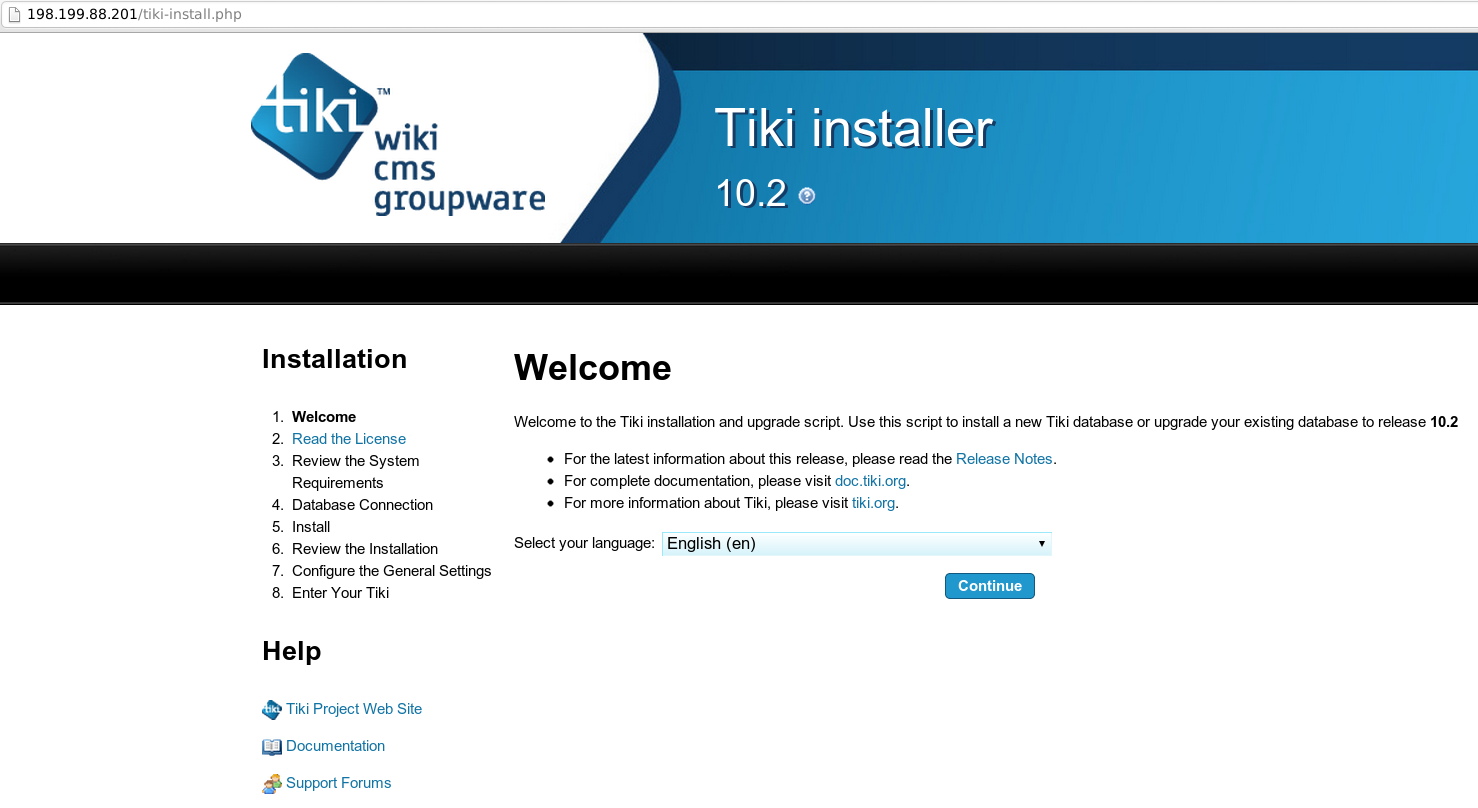 198.199.88.201/tiki-install.php
tiki™
wiki
cms
groupware
Tiki installer
10.2 ?
Installation
1. Welcome
2. Read the License
3. Review the System
Requirements
4. Database Connection
5. Install
6. Review the Installation
7. Configure the General Settings
8. Enter Your Tiki
Help
tiki Tiki Project Web Site
Documentation
Support Forums
Welcome
Welcome to the Tiki installation and upgrade script. Use this script to install a new Tiki database or upgrade your existing database to release 10.2
• For the latest information about this release, please read the Release Notes.
• For complete documentation, please visit doc.tiki.org.
• For more information about Tiki, please visit tiki.org.
Select your language: English (en)
Continue